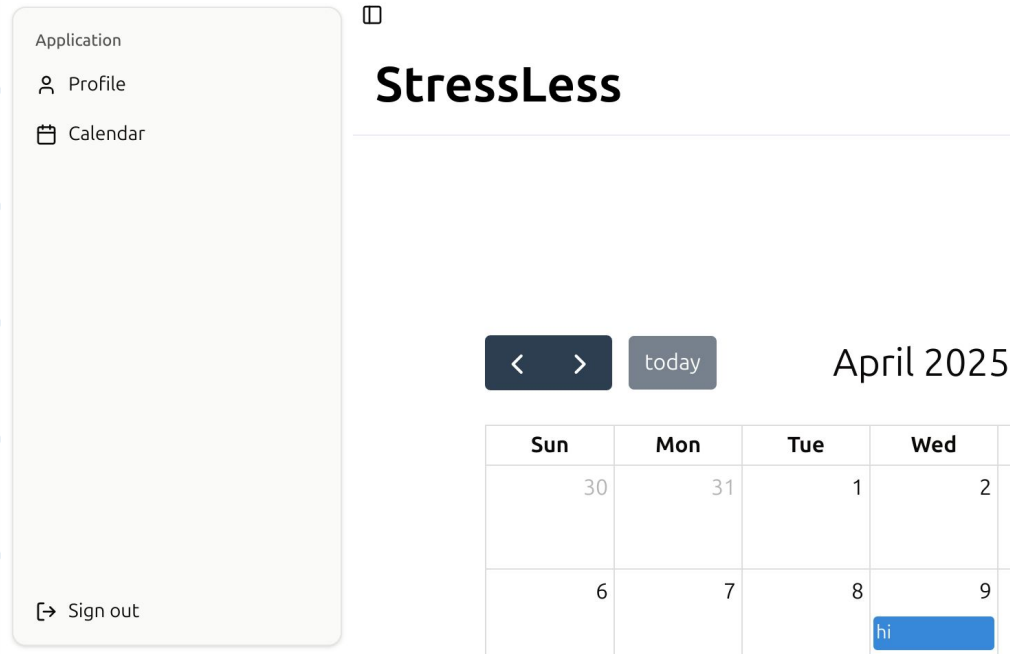 Application
Profile
Calendar
Sign out
StressLess
today
April 2025
Sun Mon Tue Wed
30 31 1 2
6 7 8 9
hi